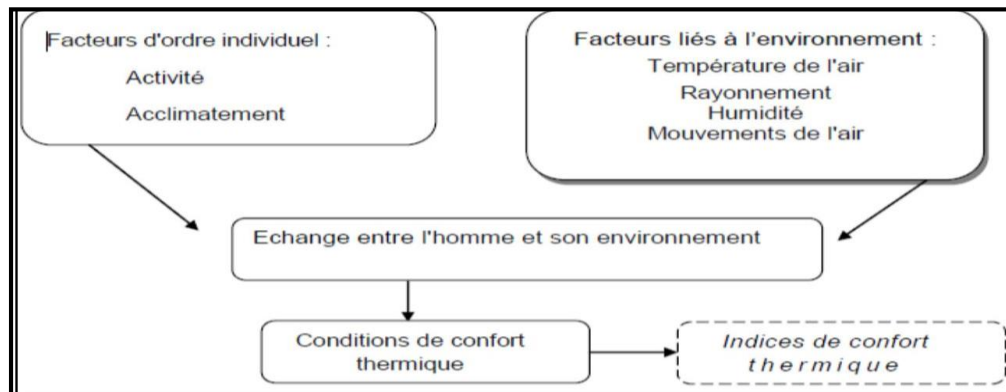 Facteurs d'ordre individuel :
Activité
Acclimatement
Facteurs liés à l'environnement :
Température de l'air
Rayonnement
Humidité
Mouvements de l'air
Echange entre l'homme et son environnement
Conditions de confort
thermique
Indices de confort
thermique